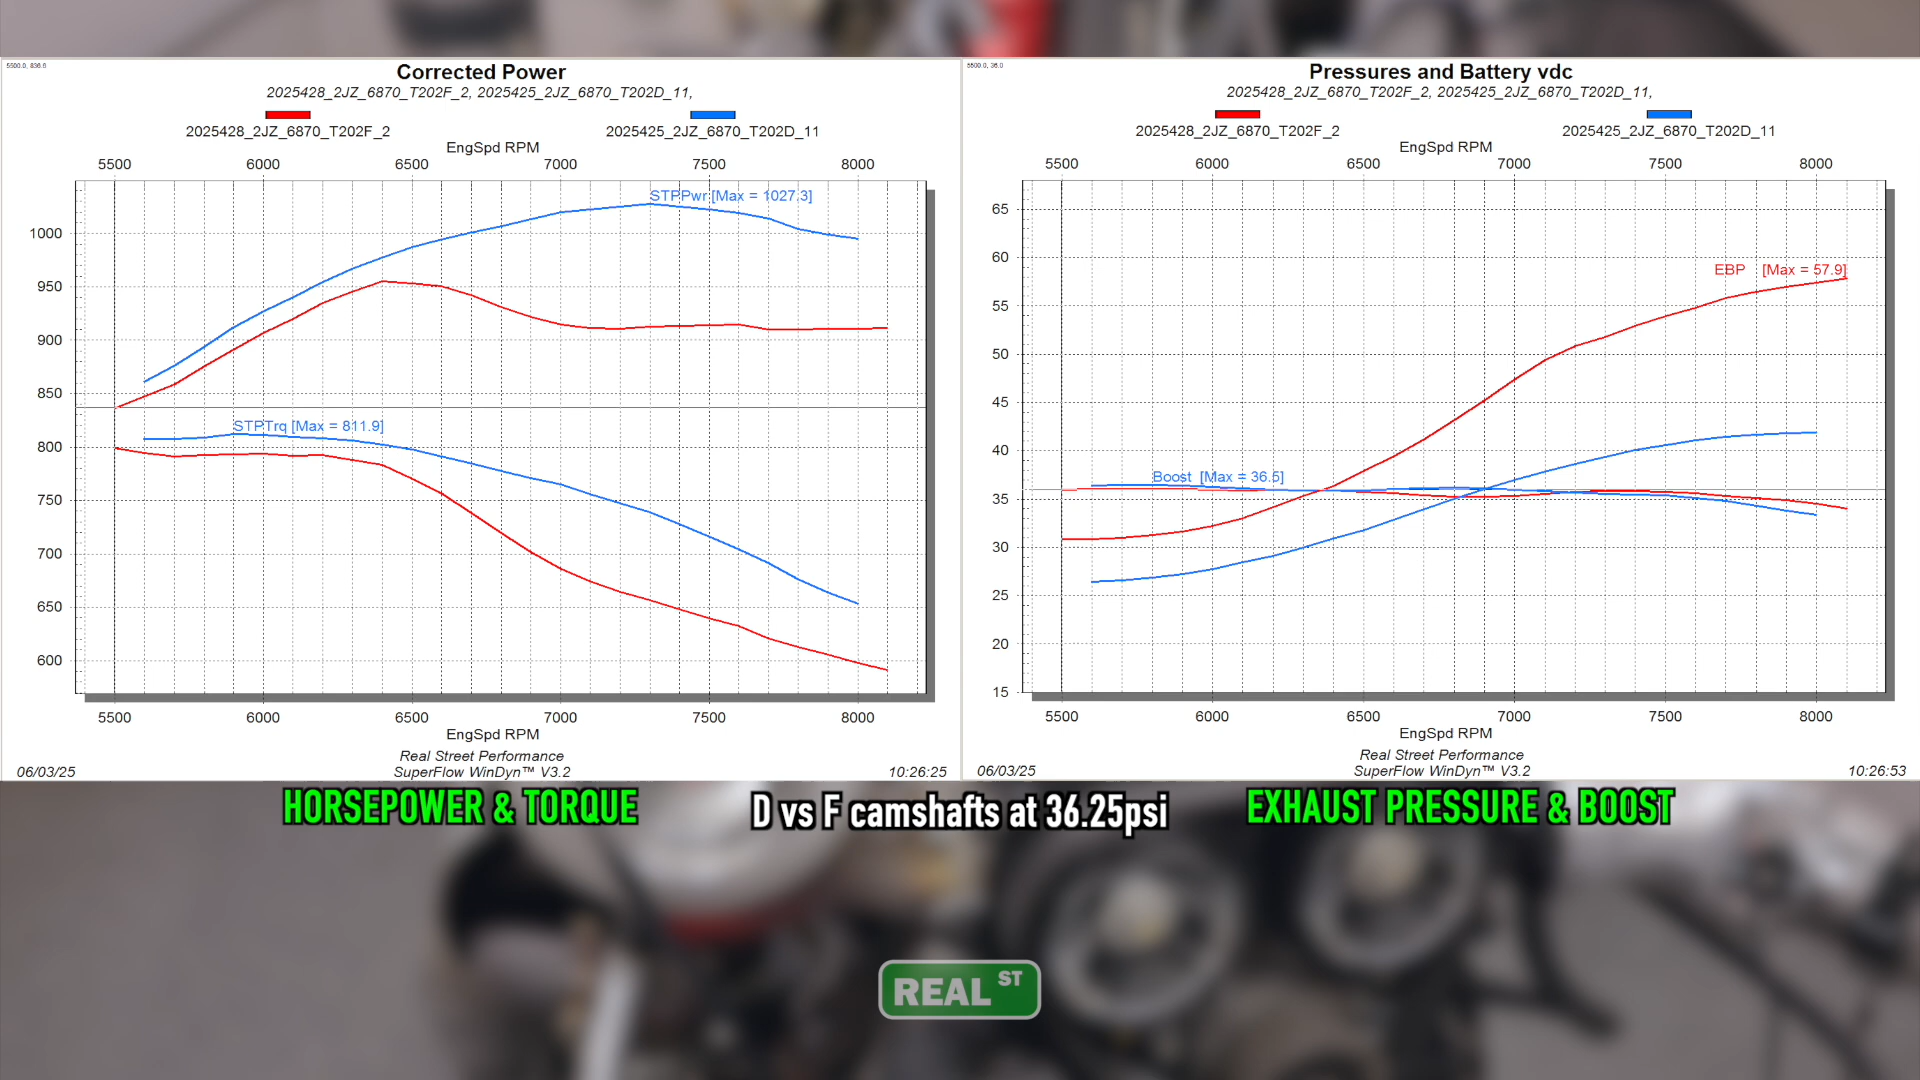 5500.0, 836.6
Corrected Power
2025428_2JZ_6870_T202F_2, 2025425_2JZ_6870_T202D_11,
2025428_2JZ_6870_T202F_2
2025425_2JZ_6870_T202D_11
EngSpd RPM
5500 6000 6500 7000 7500 8000
STPPwr [Max = 1027.3]
1000
950
900
850
STPTrq [Max = 811.9]
800
750
700
650
600
5500 6000 6500 7000 7500 8000
EngSpd RPM
Real Street Performance
06/03/25 SuperFlow WinDyn™ V3.2 10:26:25
5500.0, 36.0
Pressures and Battery vdc
2025428_2JZ_6870_T202F_2, 2025425_2JZ_6870_T202D_11,
2025428_2JZ_6870_T202F_2
2025425_2JZ_6870_T202D_11
EngSpd RPM
5500 6000 6500 7000 7500 8000
65
60
EBP [Max = 57.9]
55
50
45
40
Boost [Max = 36.5]
35
30
25
20
15
5500 6000 6500 7000 7500 8000
EngSpd RPM
Real Street Performance
06/03/25 SuperFlow WinDyn™ V3.2 10:26:53
HORSEPOWER & TORQUE
D vs F camshafts at 36.25psi
EXHAUST PRESSURE & BOOST
REAL ST